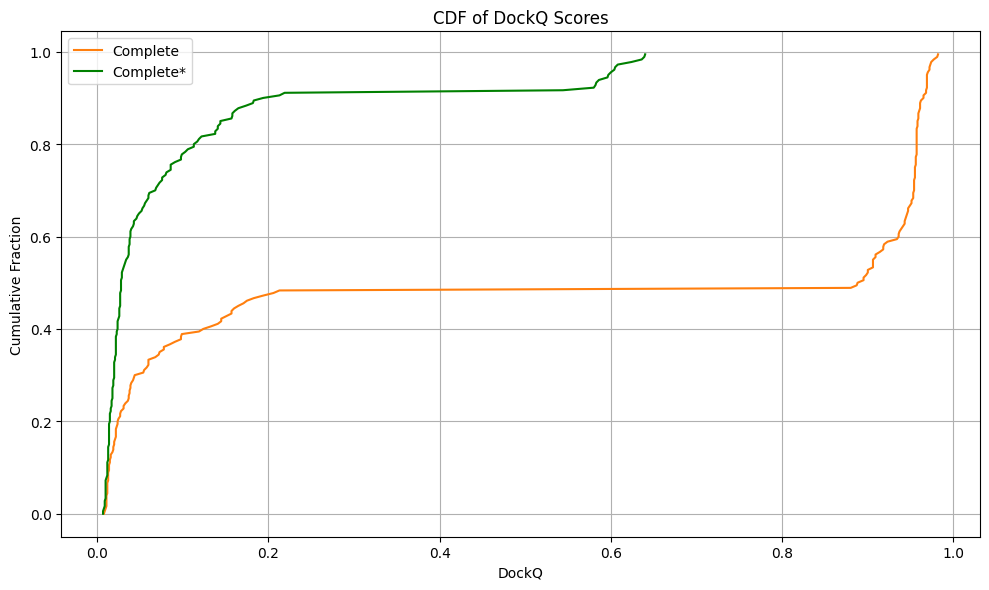 CDF of DockQ Scores
Complete
Complete*
Cumulative Fraction
1.0
0.8
0.6
0.4
0.2
0.0
0.0 0.2 0.4 0.6 0.8 1.0
DockQ